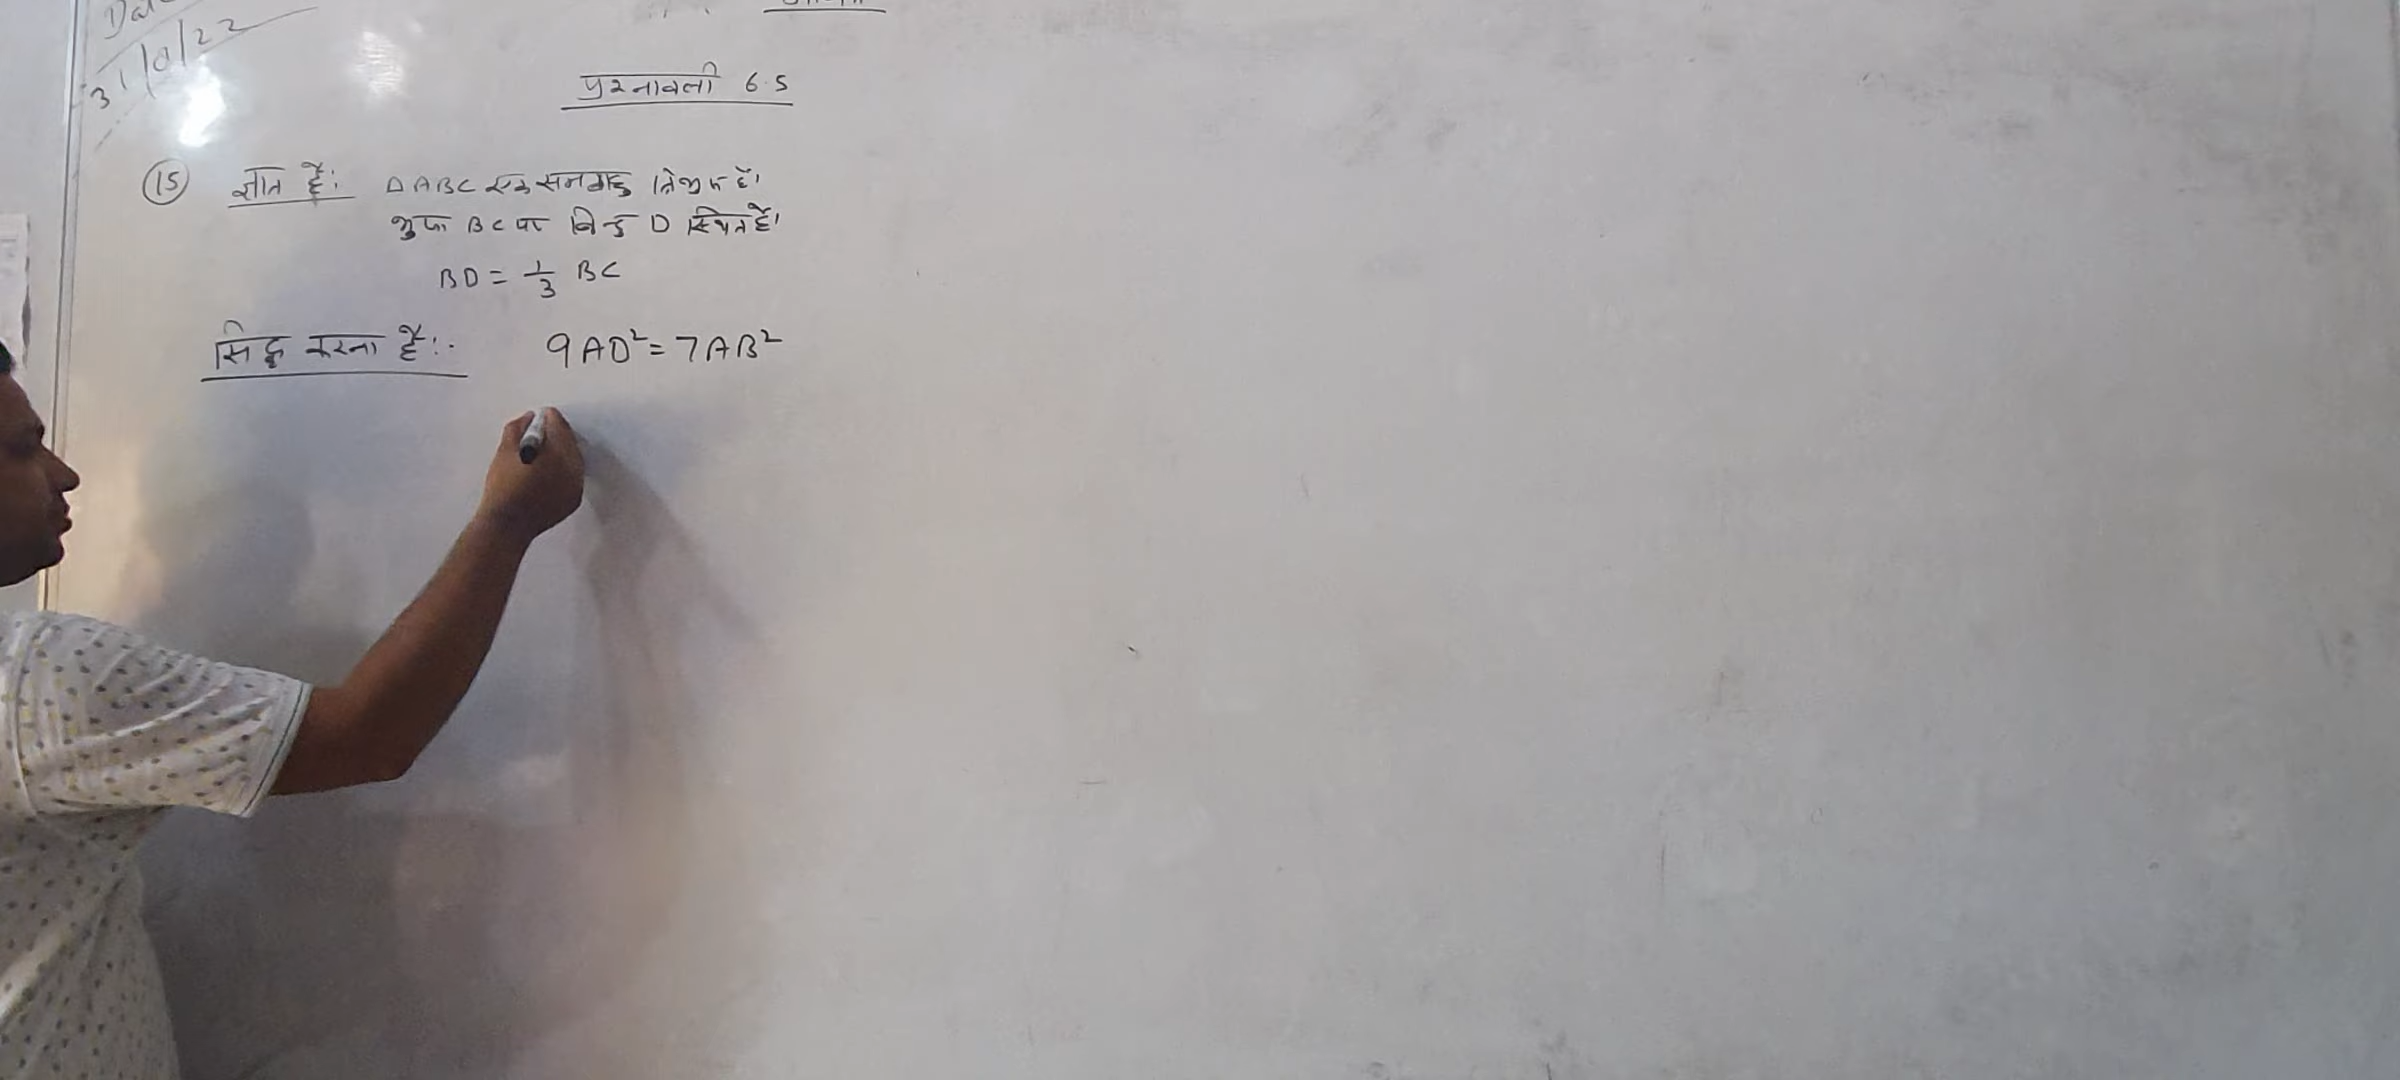 31/0/22
प्रश्नावली 6.5
(15) ज्ञात है: Δ ABC एक समबाहु त्रिभुज है।
भुजा BC पर बिन्दु D स्थित है।
BD = 1/3 BC
सिद्ध करना है:- 9AD² = 7AB²